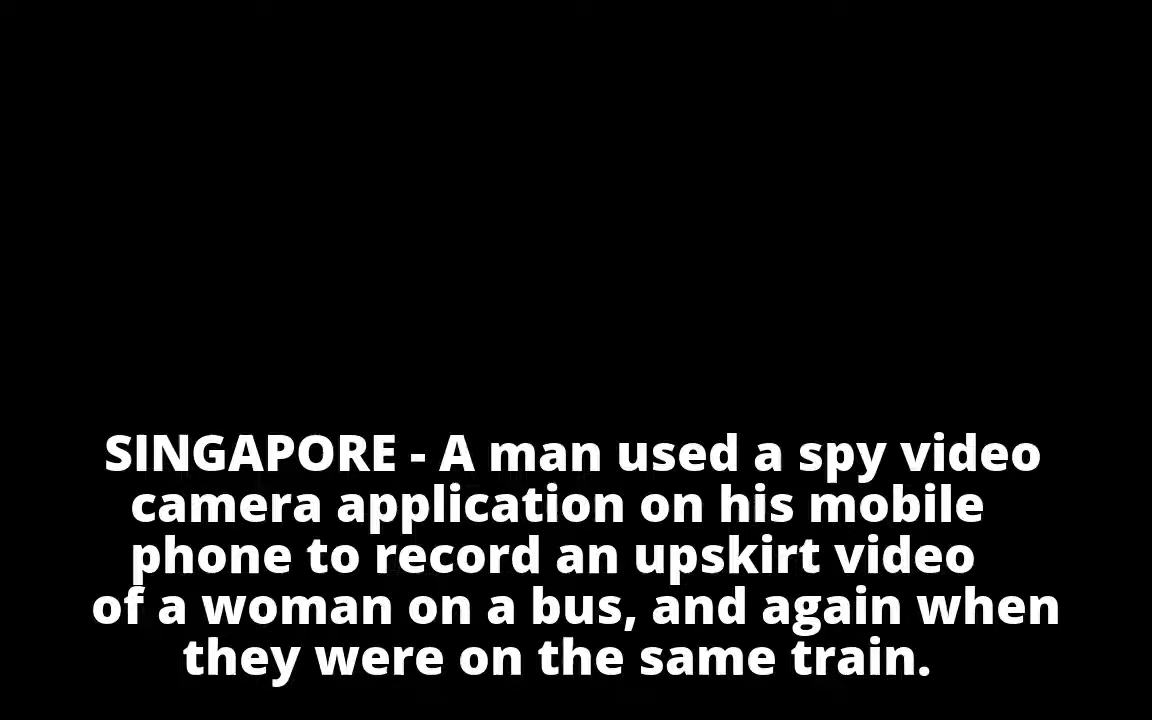 SINGAPORE - A man used a spy video
camera application on his mobile
phone to record an upskirt video
of a woman on a bus, and again when
they were on the same train.